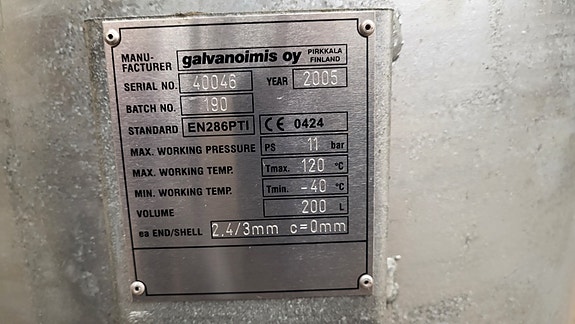 MANU-
FACTURER galvanoimis oy PIRKKALA
FINLAND
SERIAL NO. 40046 YEAR 2005
BATCH NO. 190
STANDARD EN286PTI CE 0424
MAX. WORKING PRESSURE PS 11 bar
MAX. WORKING TEMP. Tmax. 120 °C
MIN. WORKING TEMP. Tmin. -40 °C
VOLUME 200 L
ea END/SHELL 2.4/3mm c=0mm